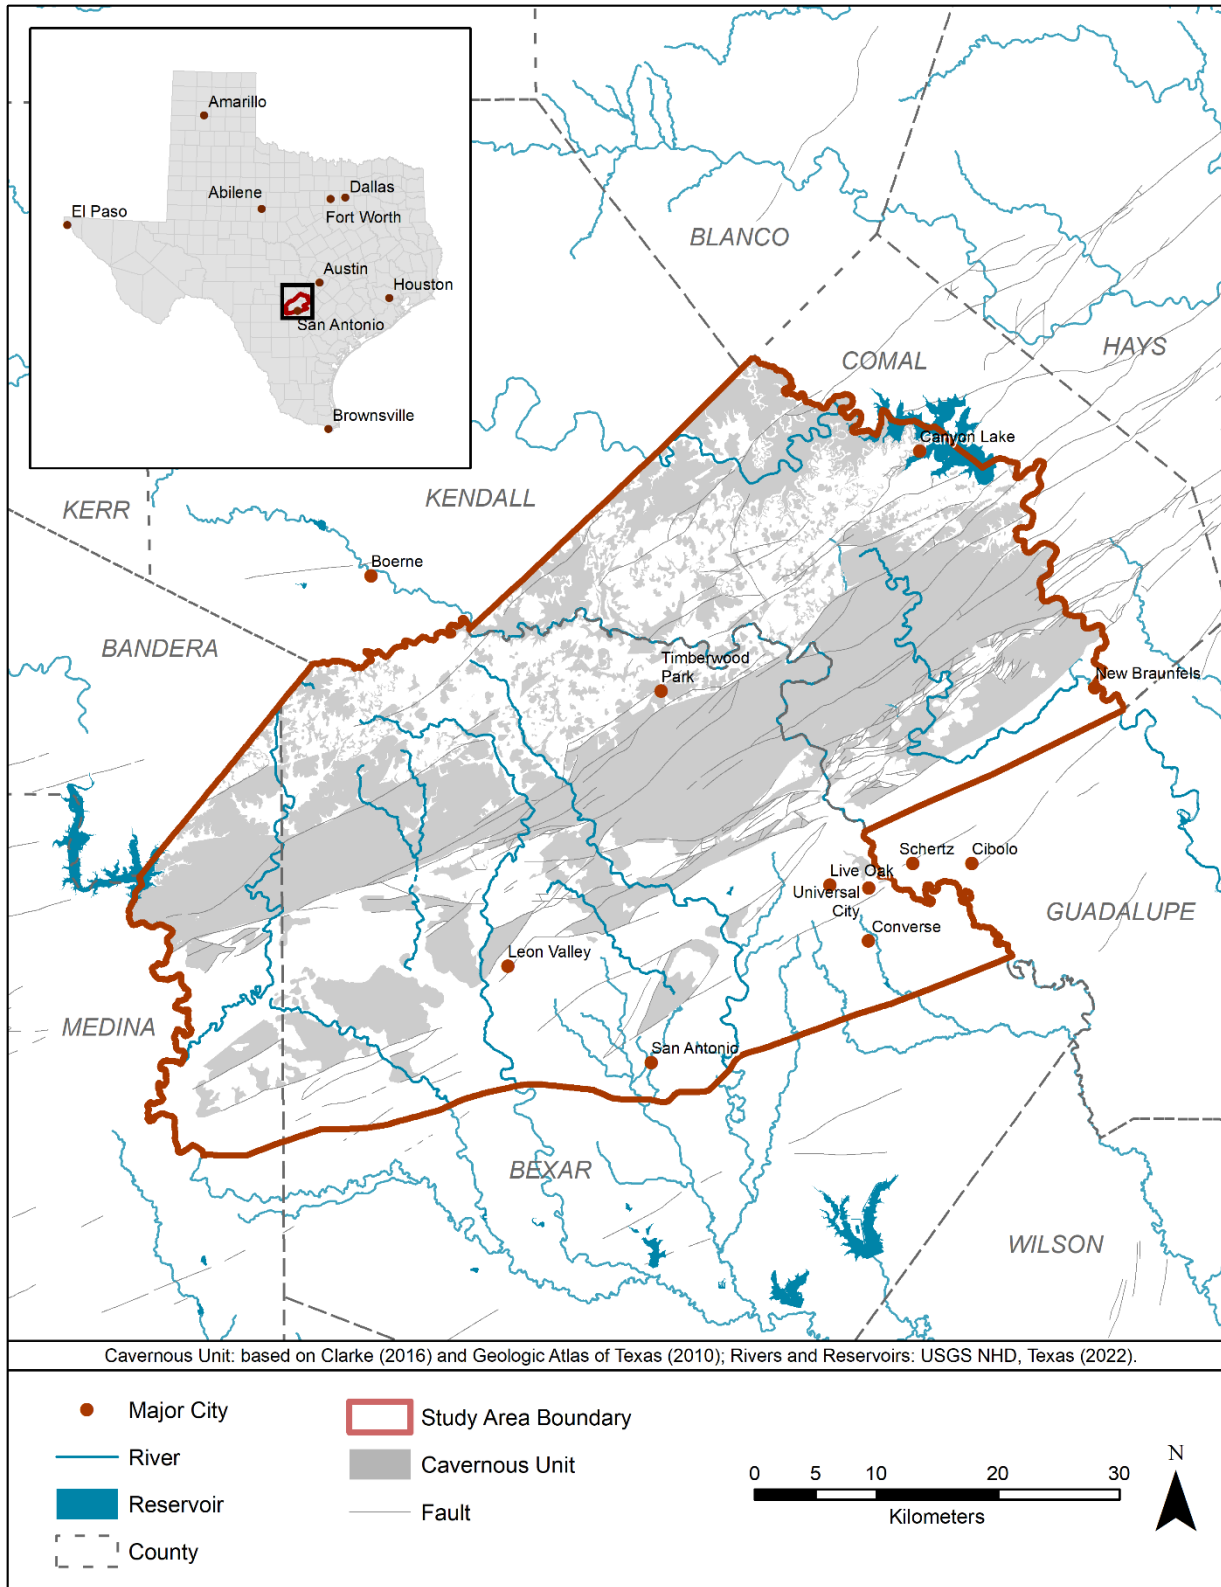 Amarillo
Abilene
Dallas
Fort Worth
El Paso
Austin
Houston
San Antonio
Brownsville
BLANCO
HAYS
COMAL
Canyon Lake
KENDALL
KERR
Boerne
BANDERA
Timberwood
Park
New Braunfels
Schertz
Cibolo
Live Oak
Universal
City
GUADALUPE
Converse
Leon Valley
MEDINA
San Antonio
BEXAR
WILSON
Cavernous Unit: based on Clarke (2016) and Geologic Atlas of Texas (2010); Rivers and Reservoirs: USGS NHD, Texas (2022).
Major City
River
Reservoir
County
Study Area Boundary
Cavernous Unit
Fault
0 5 10 20 30
Kilometers
N